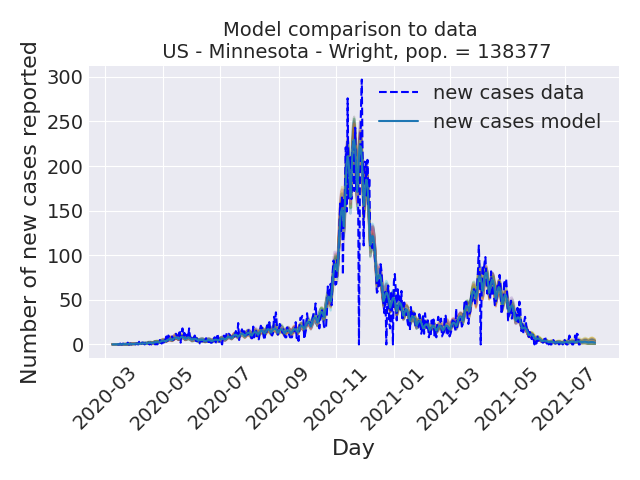 Model comparison to data
US - Minnesota - Wright, pop. = 138377
new cases data
new cases model
Number of new cases reported
300
250
200
150
100
50
0
2020-03
2020-05
2020-07
2020-09
2020-11
2021-01
2021-03
2021-05
2021-07
Day